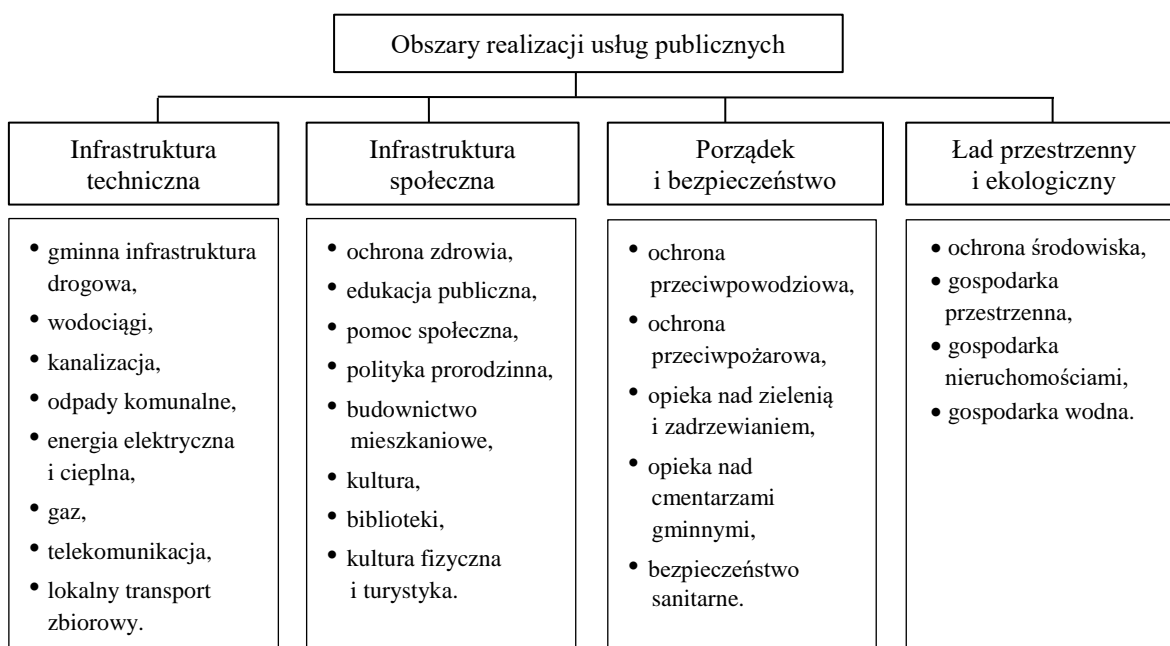 Obszary realizacji usług publicznych
Infrastruktura
techniczna
• gminna infrastruktura
drogowa,
• wodociągi,
• kanalizacja,
• odpady komunalne,
• energia elektryczna
i cieplna,
• gaz,
• telekomunikacja,
• lokalny transport
zbiorowy.
Infrastruktura
społeczna
• ochrona zdrowia,
• edukacja publiczna,
• pomoc społeczna,
• polityka prorodzinna,
• budownictwo
mieszkaniowe,
• kultura,
• biblioteki,
• kultura fizyczna
i turystyka.
Porządek
i bezpieczeństwo
• ochrona
przeciwpowodziowa,
• ochrona
przeciwpożarowa,
• opieka nad zielenią
i zadrzewianiem,
• opieka nad
cmentarzami
gminnymi,
• bezpieczeństwo
sanitarne.
Ład przestrzenny
i ekologiczny
• ochrona środowiska,
• gospodarka
przestrzenna,
• gospodarka
nieruchomościami,
• gospodarka wodna.